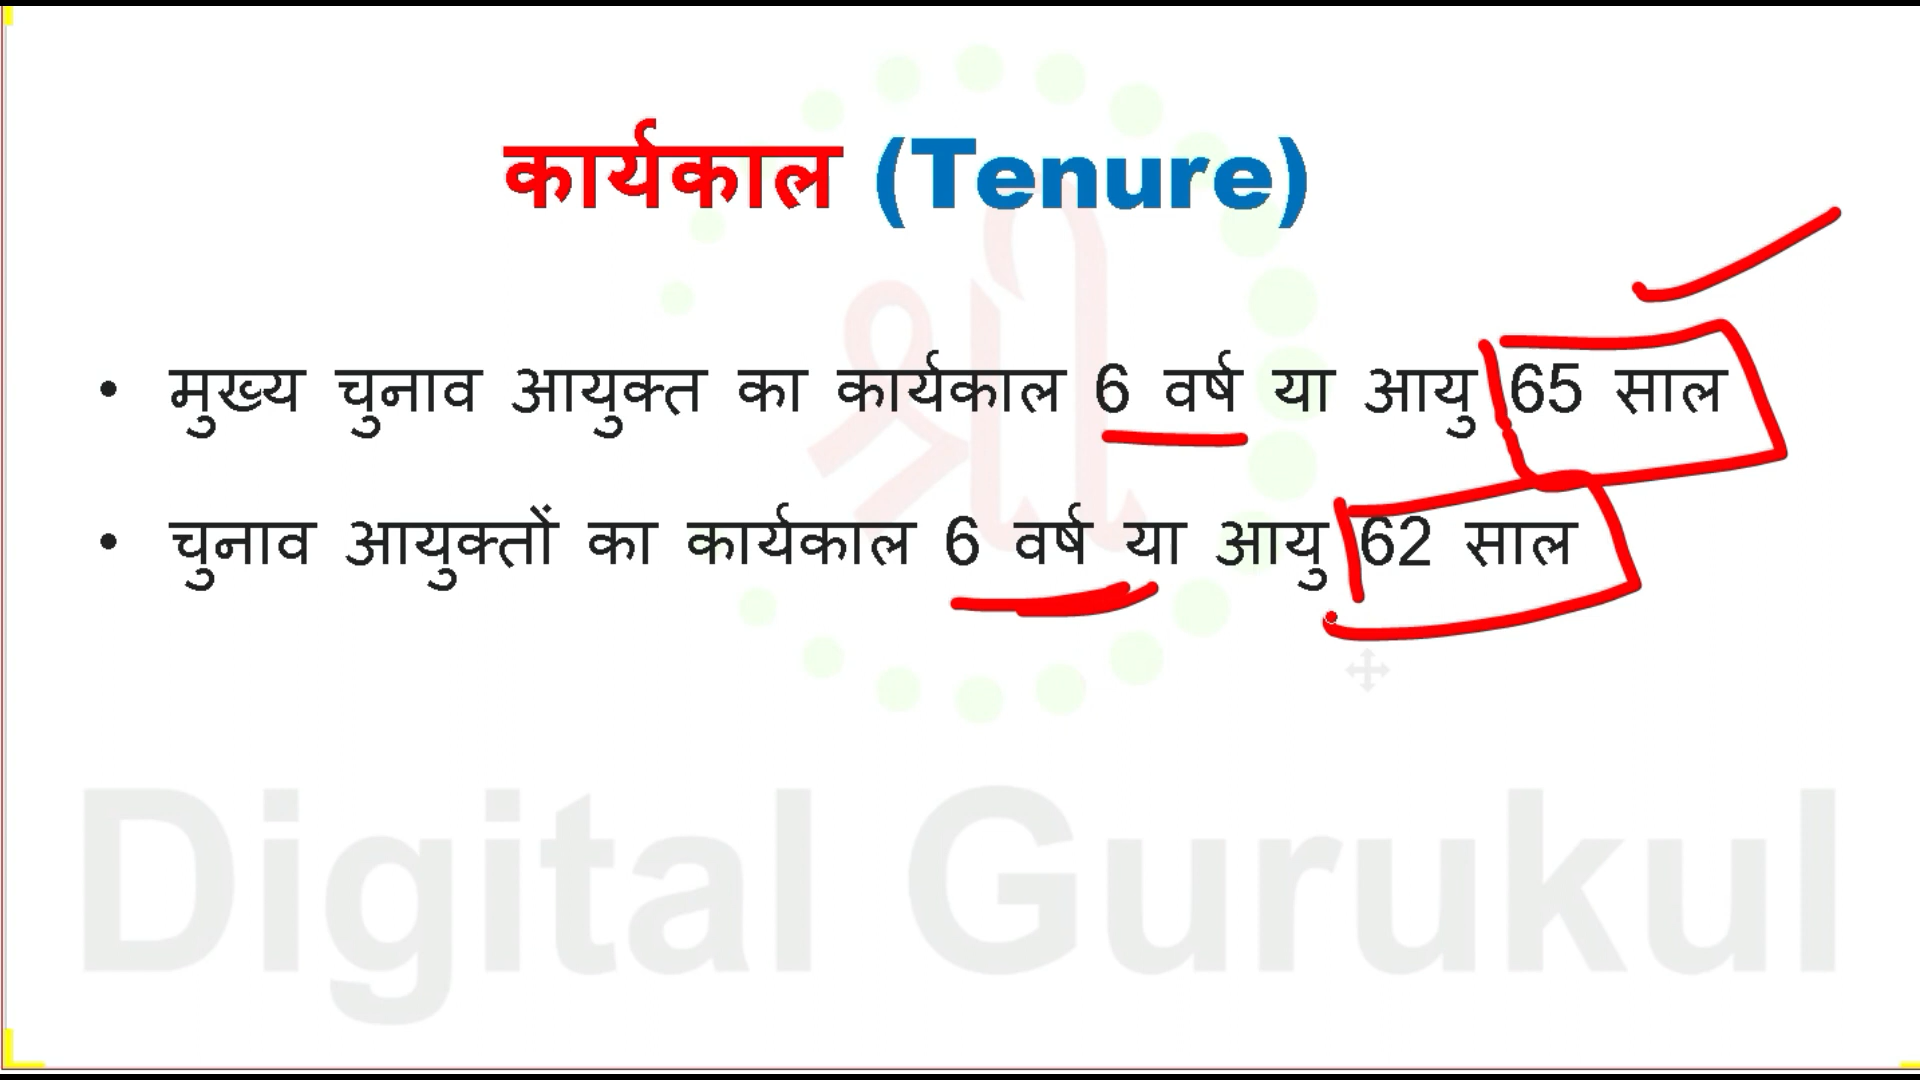 कार्यकाल (Tenure)
• मुख्य चुनाव आयुक्त का कार्यकाल 6 वर्ष या आयु 65 साल
• चुनाव आयुक्तों का कार्यकाल 6 वर्ष या आयु 62 साल
श्री
Digital Gurukul